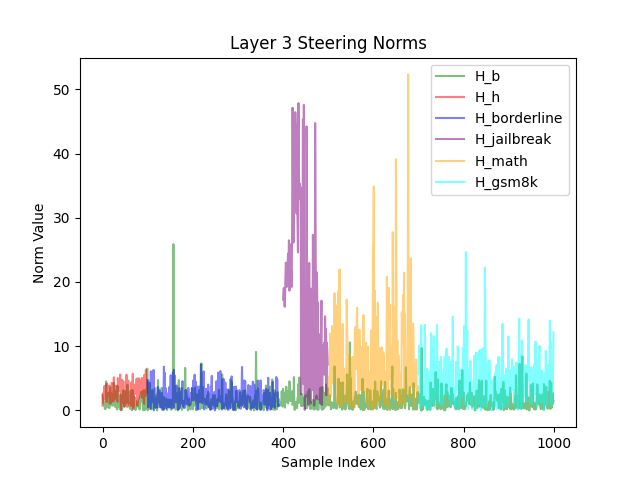 Layer 3 Steering Norms
Norm Value
50
40
30
20
10
0
0
200
400
600
800
1000
Sample Index
H_b
H_h
H_borderline
H_jailbreak
H_math
H_gsm8k